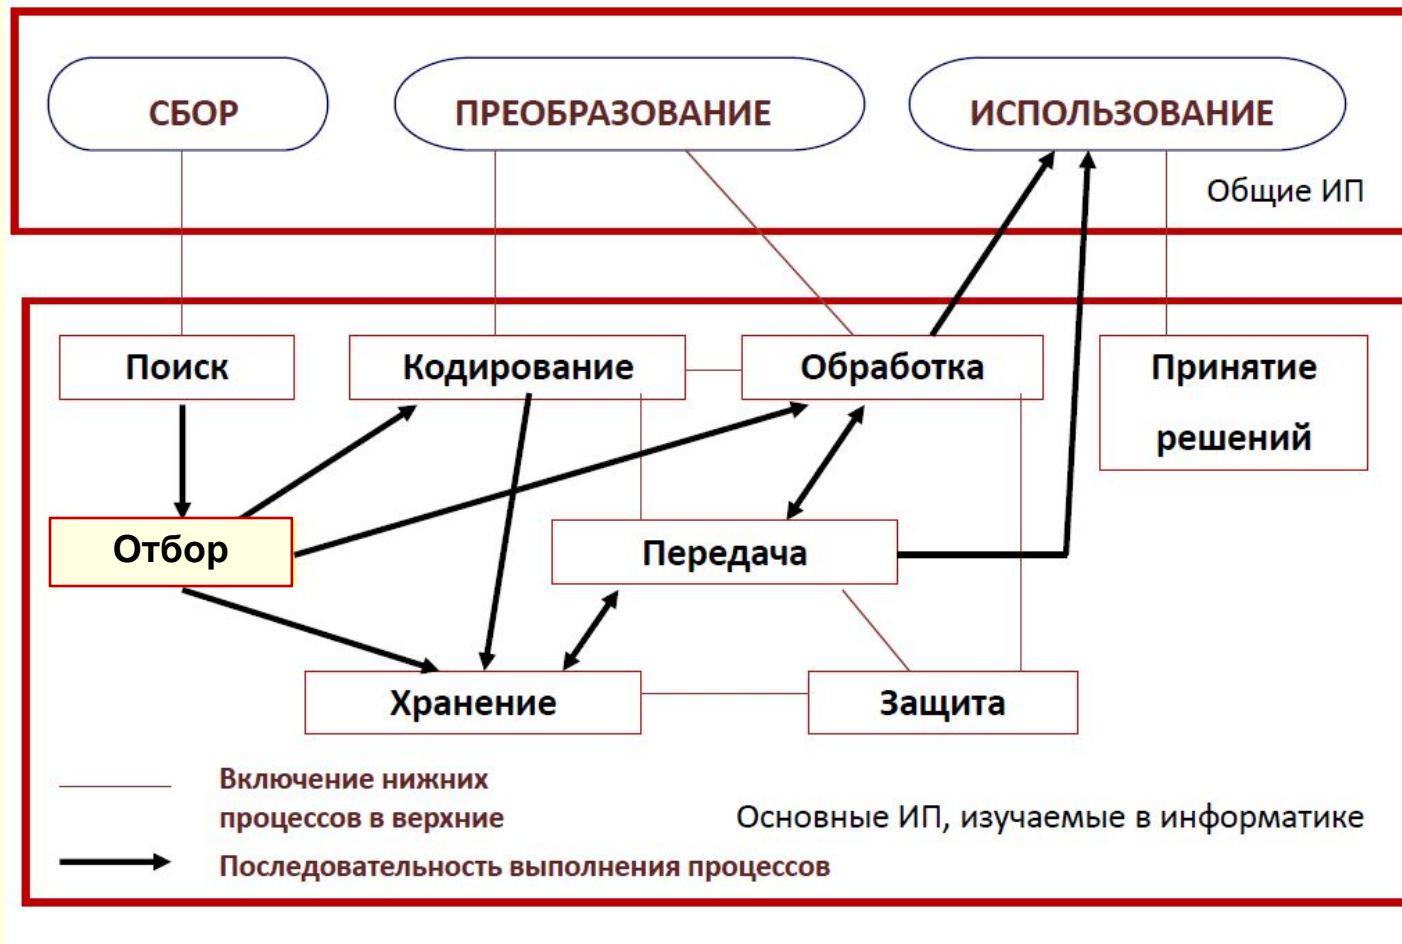 СБОР
ПРЕОБРАЗОВАНИЕ
ИСПОЛЬЗОВАНИЕ
Общие ИП
Поиск
Кодирование
Обработка
Принятие
решений
Отбор
Передача
Хранение
Защита
Включение нижних
процессов в верхние
Основные ИП, изучаемые в информатике
Последовательность выполнения процессов